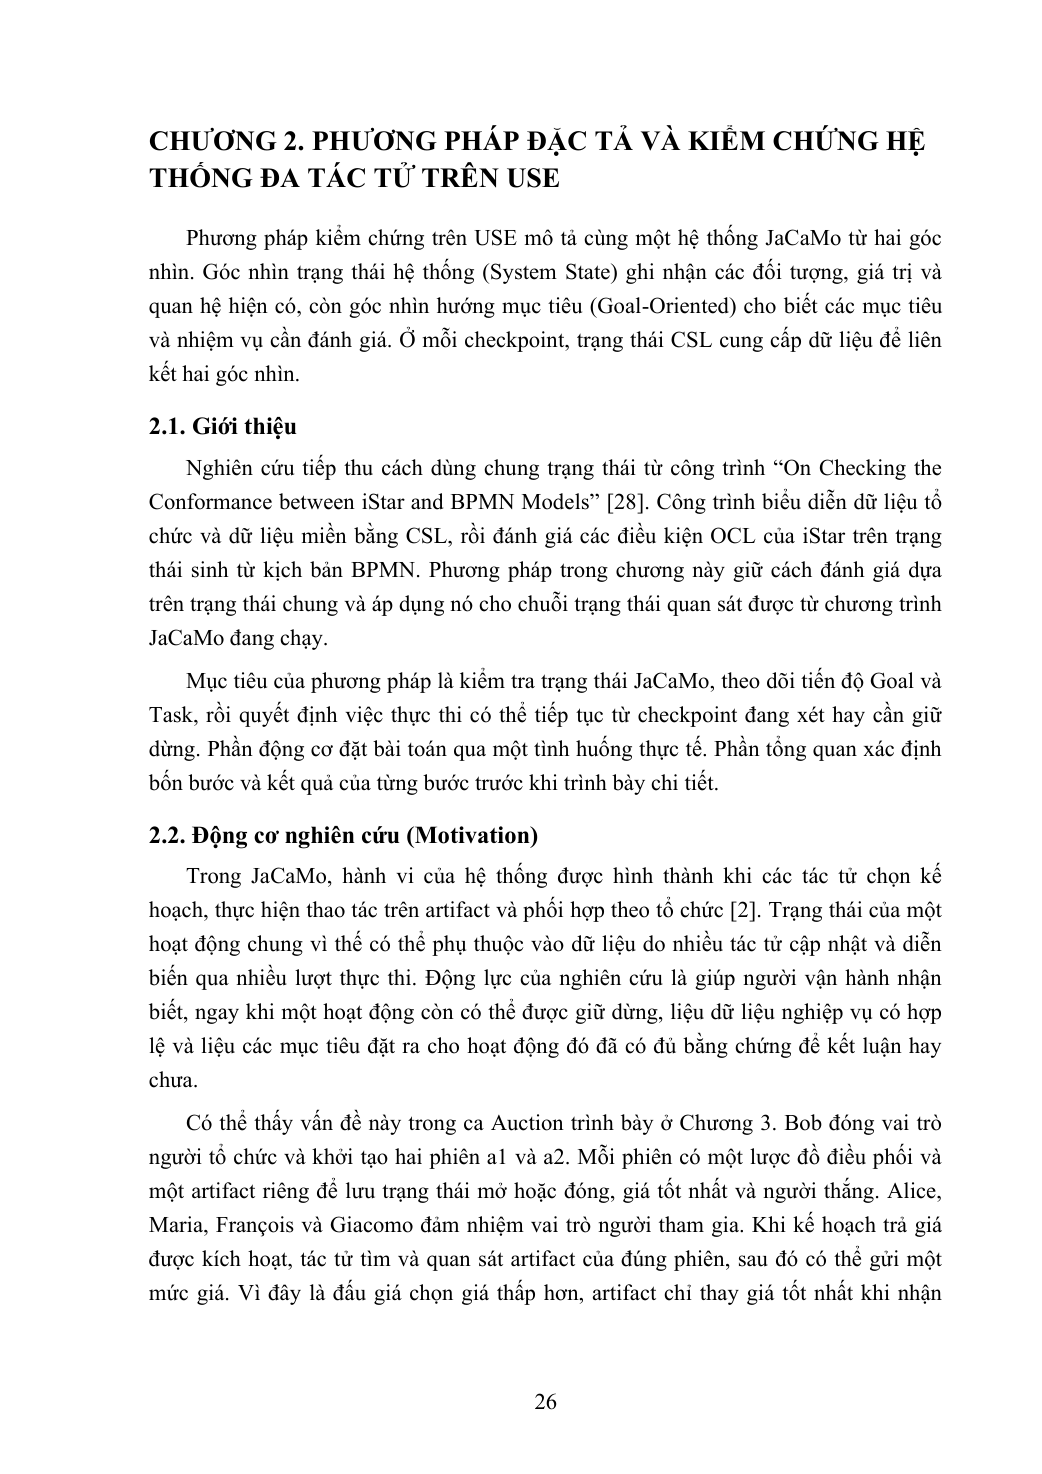 CHƯƠNG 2. PHƯƠNG PHÁP ĐẶC TẢ VÀ KIỂM CHỨNG HỆ
THỐNG ĐA TÁC TỬ TRÊN USE
Phương pháp kiểm chứng trên USE mô tả cùng một hệ thống JaCaMo từ hai góc
nhìn. Góc nhìn trạng thái hệ thống (System State) ghi nhận các đối tượng, giá trị và
quan hệ hiện có, còn góc nhìn hướng mục tiêu (Goal-Oriented) cho biết các mục tiêu
và nhiệm vụ cần đánh giá. Ở mỗi checkpoint, trạng thái CSL cung cấp dữ liệu để liên
kết hai góc nhìn.
2.1. Giới thiệu
Nghiên cứu tiếp thu cách dùng chung trạng thái từ công trình “On Checking the
Conformance between iStar and BPMN Models” [28]. Công trình biểu diễn dữ liệu tổ
chức và dữ liệu miền bằng CSL, rồi đánh giá các điều kiện OCL của iStar trên trạng
thái sinh từ kịch bản BPMN. Phương pháp trong chương này giữ cách đánh giá dựa
trên trạng thái chung và áp dụng nó cho chuỗi trạng thái quan sát được từ chương trình
JaCaMo đang chạy.
Mục tiêu của phương pháp là kiểm tra trạng thái JaCaMo, theo dõi tiến độ Goal và
Task, rồi quyết định việc thực thi có thể tiếp tục từ checkpoint đang xét hay cần giữ
dừng. Phần động cơ đặt bài toán qua một tình huống thực tế. Phần tổng quan xác định
bốn bước và kết quả của từng bước trước khi trình bày chi tiết.
2.2. Động cơ nghiên cứu (Motivation)
Trong JaCaMo, hành vi của hệ thống được hình thành khi các tác tử chọn kế
hoạch, thực hiện thao tác trên artifact và phối hợp theo tổ chức [2]. Trạng thái của một
hoạt động chung vì thế có thể phụ thuộc vào dữ liệu do nhiều tác tử cập nhật và diễn
biến qua nhiều lượt thực thi. Động lực của nghiên cứu là giúp người vận hành nhận
biết, ngay khi một hoạt động còn có thể được giữ dừng, liệu dữ liệu nghiệp vụ có hợp
lệ và liệu các mục tiêu đặt ra cho hoạt động đó đã có đủ bằng chứng để kết luận hay
chưa.
Có thể thấy vấn đề này trong ca Auction trình bày ở Chương 3. Bob đóng vai trò
người tổ chức và khởi tạo hai phiên a1 và a2. Mỗi phiên có một lược đồ điều phối và
một artifact riêng để lưu trạng thái mở hoặc đóng, giá tốt nhất và người thắng. Alice,
Maria, François và Giacomo đảm nhiệm vai trò người tham gia. Khi kế hoạch trả giá
được kích hoạt, tác tử tìm và quan sát artifact của đúng phiên, sau đó có thể gửi một
mức giá. Vì đây là đấu giá chọn giá thấp hơn, artifact chỉ thay giá tốt nhất khi nhận
26